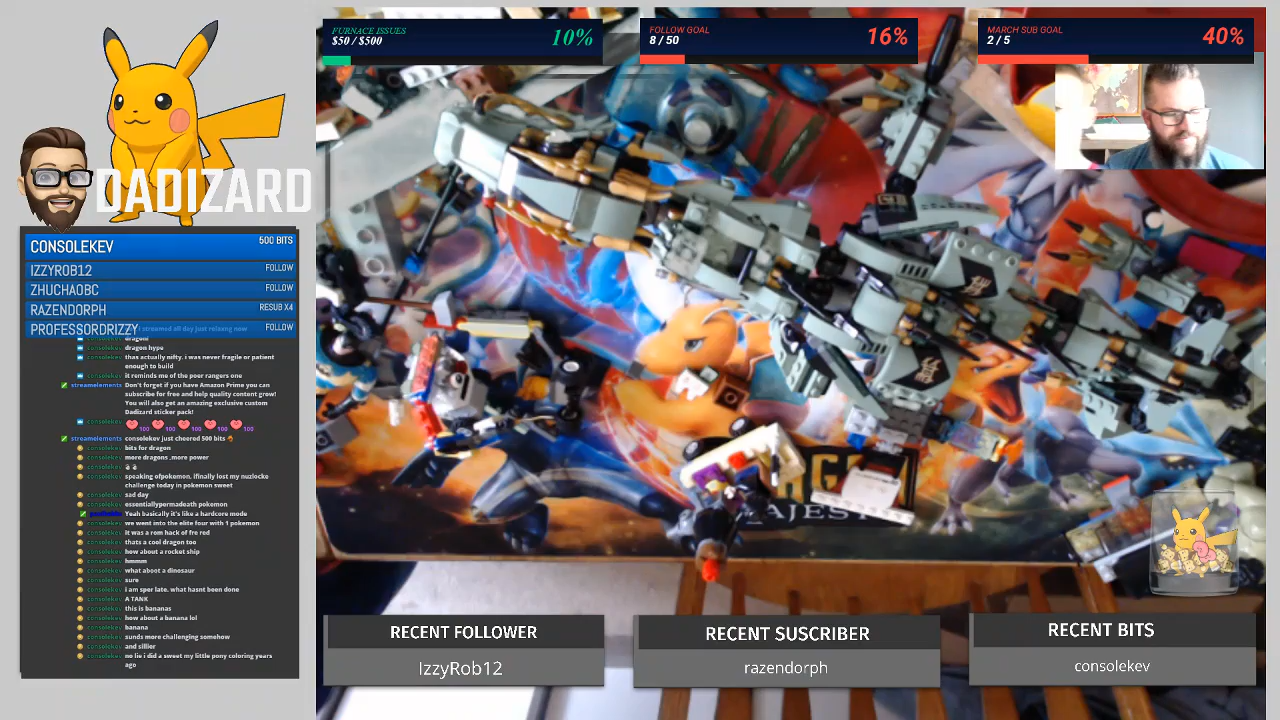 FURNACE ISSUES
$50 / $500
10%
FOLLOW GOAL
8 / 50
16%
MARCH SUB GOAL
2 / 5
40%
DADIZARD
CONSOLEKEV 500 BITS
IZZYROB12 FOLLOW
ZHUCHAOBC FOLLOW
RAZENDORPH RESUB X4
PROFESSORDRIZZY FOLLOW
streamed all day just relaxing now
consolekev dragon!
consolekev dragon hype
consolekev thas actually nifty, i was never fragile or patient
enough to build
consolekev it reminds me of the poer rangers one
streamelements Don't forget if you have Amazon Prime you can
subscribe for free and help quality content grow!
You will also get an amazing exclusive custom
Dadizard sticker pack!
consolekev 100 100 100 100 100
streamelements consolekev just cheered 500 bits
consolekev bits for dragon
consolekev more dragons ,more power
consolekev
consolekev speaking ofpokemon, ifinally lost my nuzlocke
challenge today in pokemon sweet
consolekev sad day
consolekev essentiallypermadeath pokemon
Yeah basically it's like a hardcore mode
consolekev we went into the elite four with 1 pokemon
consolekev it was a rom hack of fre red
consolekev thats a cool dragon too
consolekev how about a rocket ship
consolekev hmmm
consolekev what about a dinosaur
consolekev sure
consolekev i am sper late, what hasnt been done
consolekev A TANK
consolekev this is bananas
consolekev how about a banana lol
consolekev banana
consolekev sunds more challenging somehow
consolekev and sillier
consolekev no lie i did a sweet my little pony coloring years
ago
RECENT FOLLOWER
IzzyRob12
RECENT SUSCRIBER
razendorph
RECENT BITS
consolekev